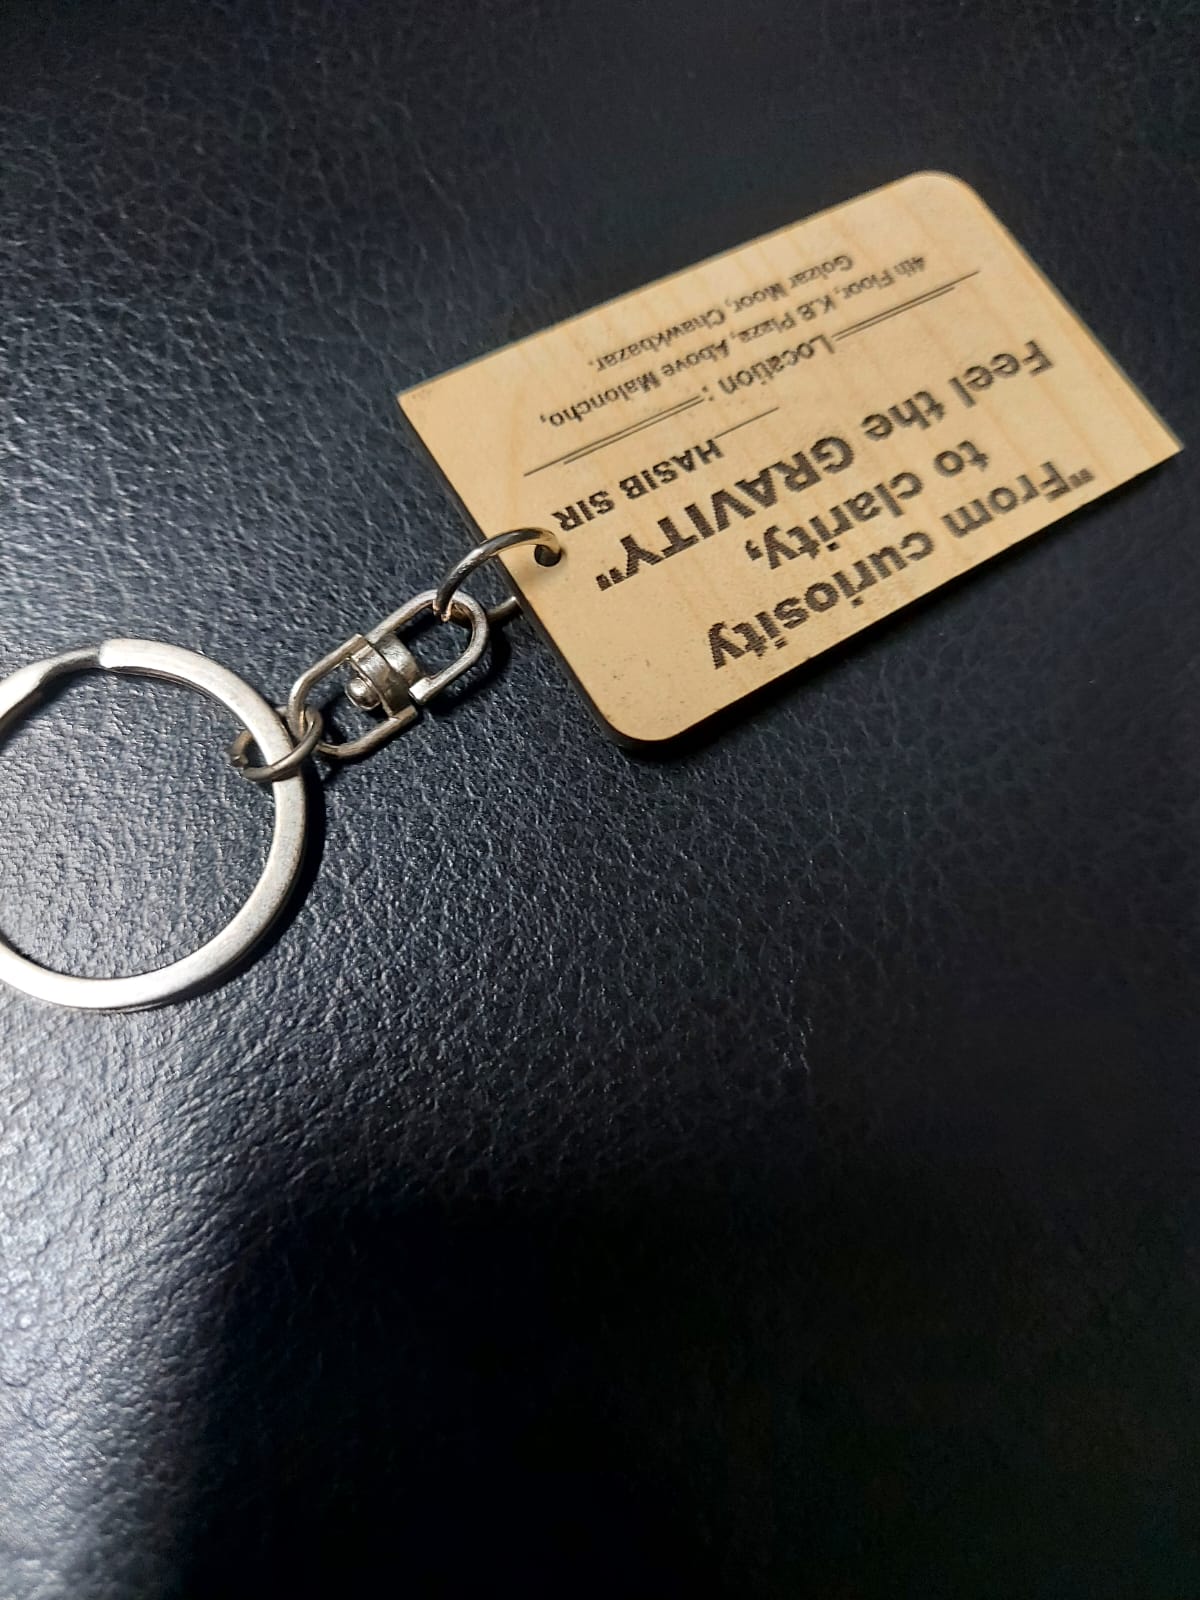 "From curiosity
to clarity,
Feel the GRAVITY"
HASIB SIR
Location :
4th Floor, K.B Plaza, Above Maloncho,
Golzar Moor, Chawkbazar.